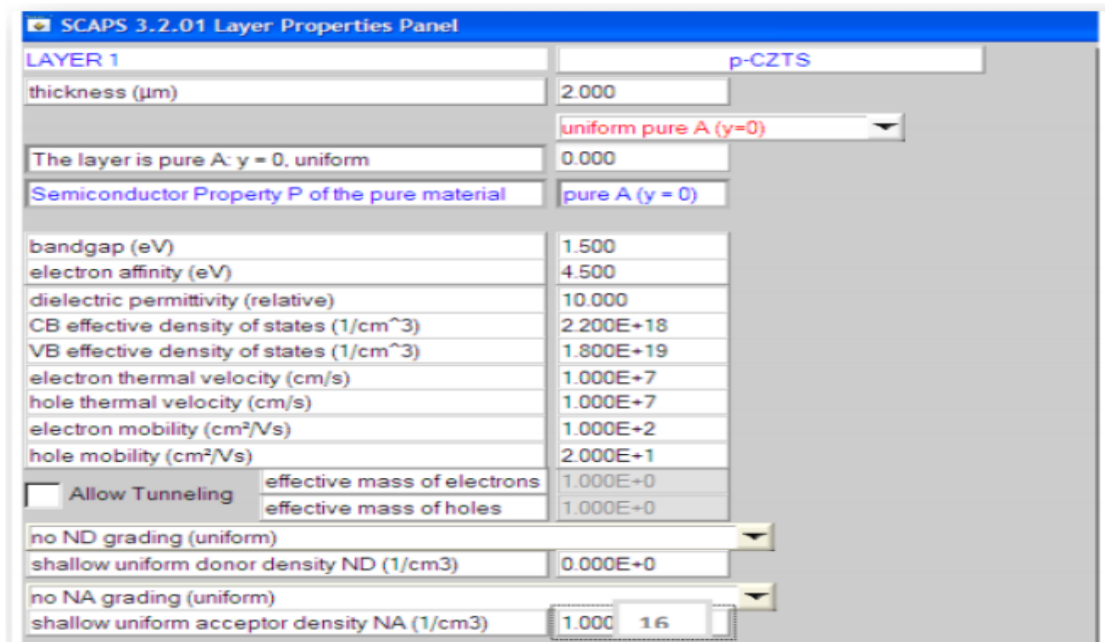 SCAPS 3.2.01 Layer Properties Panel
LAYER 1 p-CZTS
thickness (µm) 2.000
uniform pure A (y=0)
The layer is pure A: y = 0, uniform 0.000
Semiconductor Property P of the pure material pure A (y = 0)
bandgap (eV) 1.500
electron affinity (eV) 4.500
dielectric permittivity (relative) 10.000
CB effective density of states (1/cm^3) 2.200E+18
VB effective density of states (1/cm^3) 1.800E+19
electron thermal velocity (cm/s) 1.000E+7
hole thermal velocity (cm/s) 1.000E+7
electron mobility (cm²/Vs) 1.000E+2
hole mobility (cm²/Vs) 2.000E+1
Allow Tunneling effective mass of electrons 1.000E+0
effective mass of holes 1.000E+0
no ND grading (uniform)
shallow uniform donor density ND (1/cm3) 0.000E+0
no NA grading (uniform)
shallow uniform acceptor density NA (1/cm3) 1.000 16